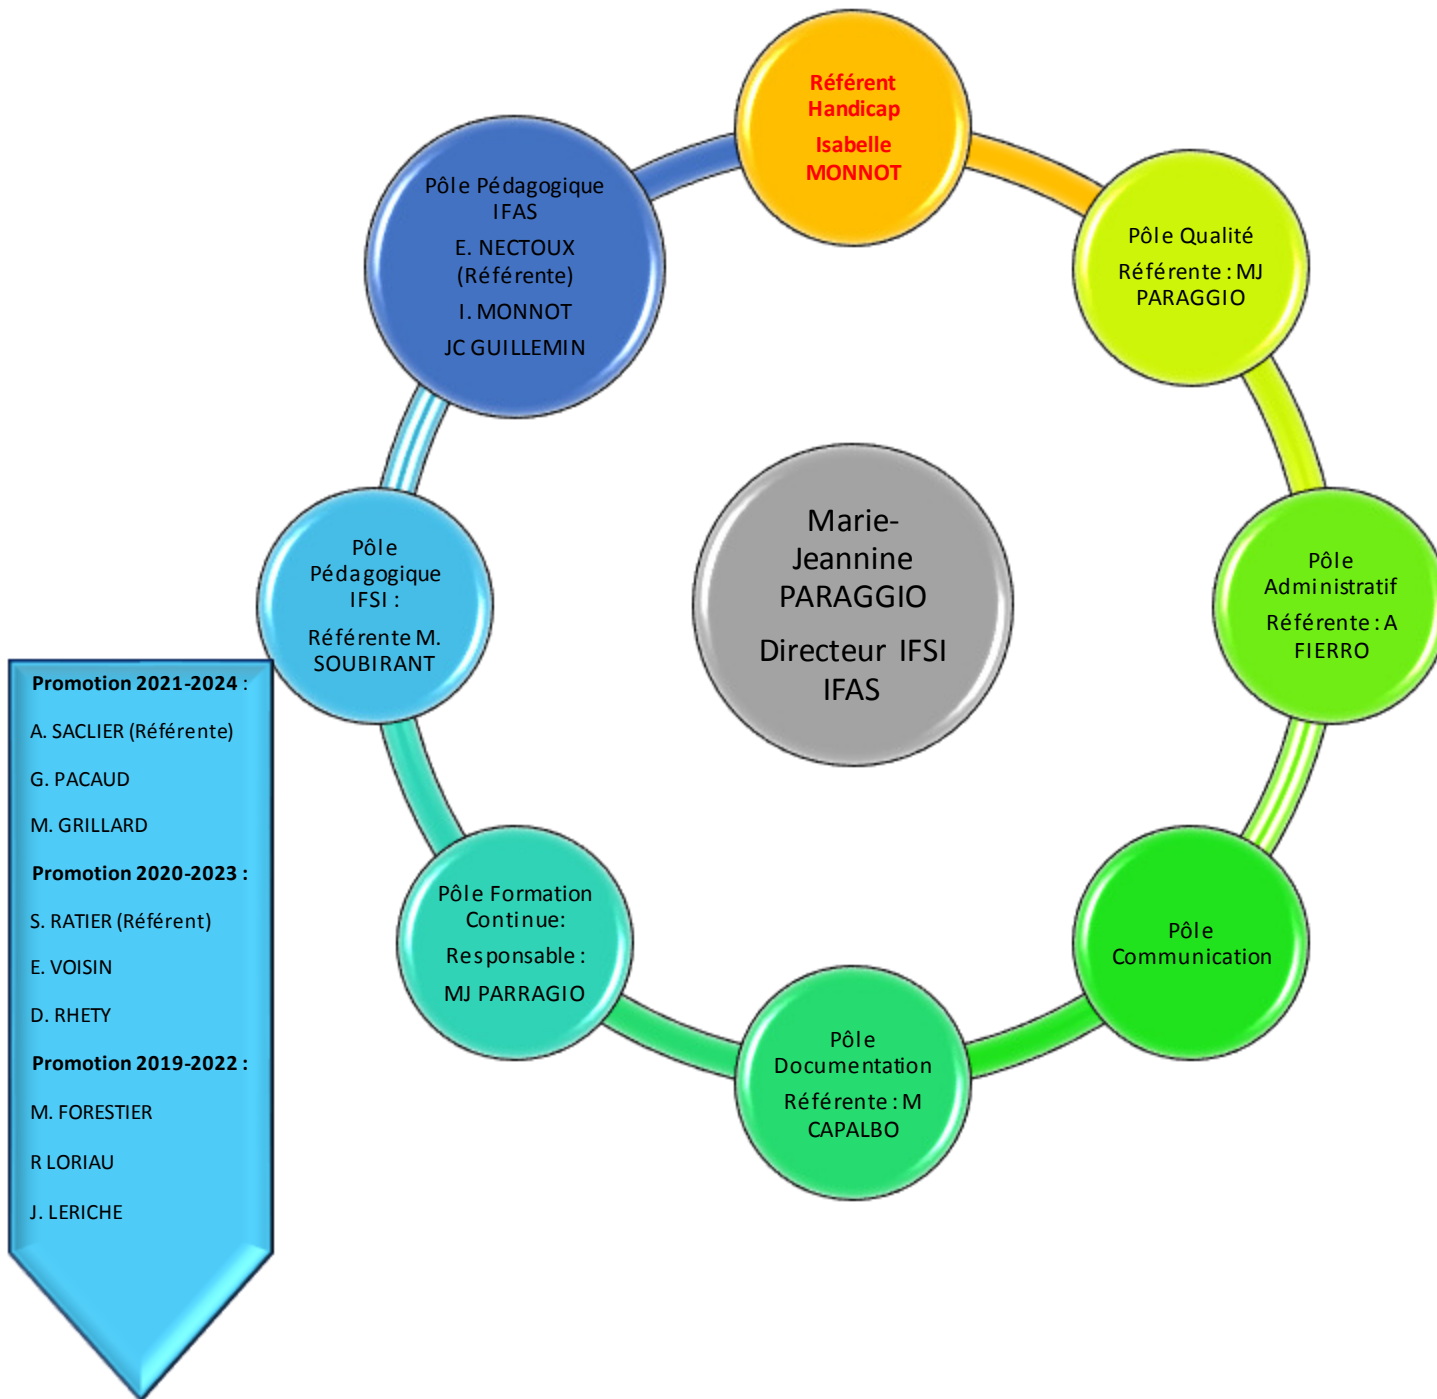 Référent
Handicap
Isabelle
MONNOT
Pôle Qualité
Référente : MJ
PARAGGIO
Pôle
Administratif
Référente : A
FIERRO
Pôle
Communication
Pôle
Documentation
Référente : M
CAPALBO
Pôle Formation
Continue:
Responsable :
MJ PARRAGIO
Pôle
Pédagogique
IFSI :
Référente M.
SOUBIRANT
Pôle Pédagogique
IFAS
E. NECTOUX
(Référente)
I. MONNOT
JC GUILLEMIN
Marie-
Jeannine
PARAGGIO
Directeur IFSI
IFAS
Promotion 2021-2024 :
A. SACLIER (Référente)
G. PACAUD
M. GRILLARD
Promotion 2020-2023 :
S. RATIER (Référent)
E. VOISIN
D. RHETY
Promotion 2019-2022 :
M. FORESTIER
R LORIAU
J. LERICHE